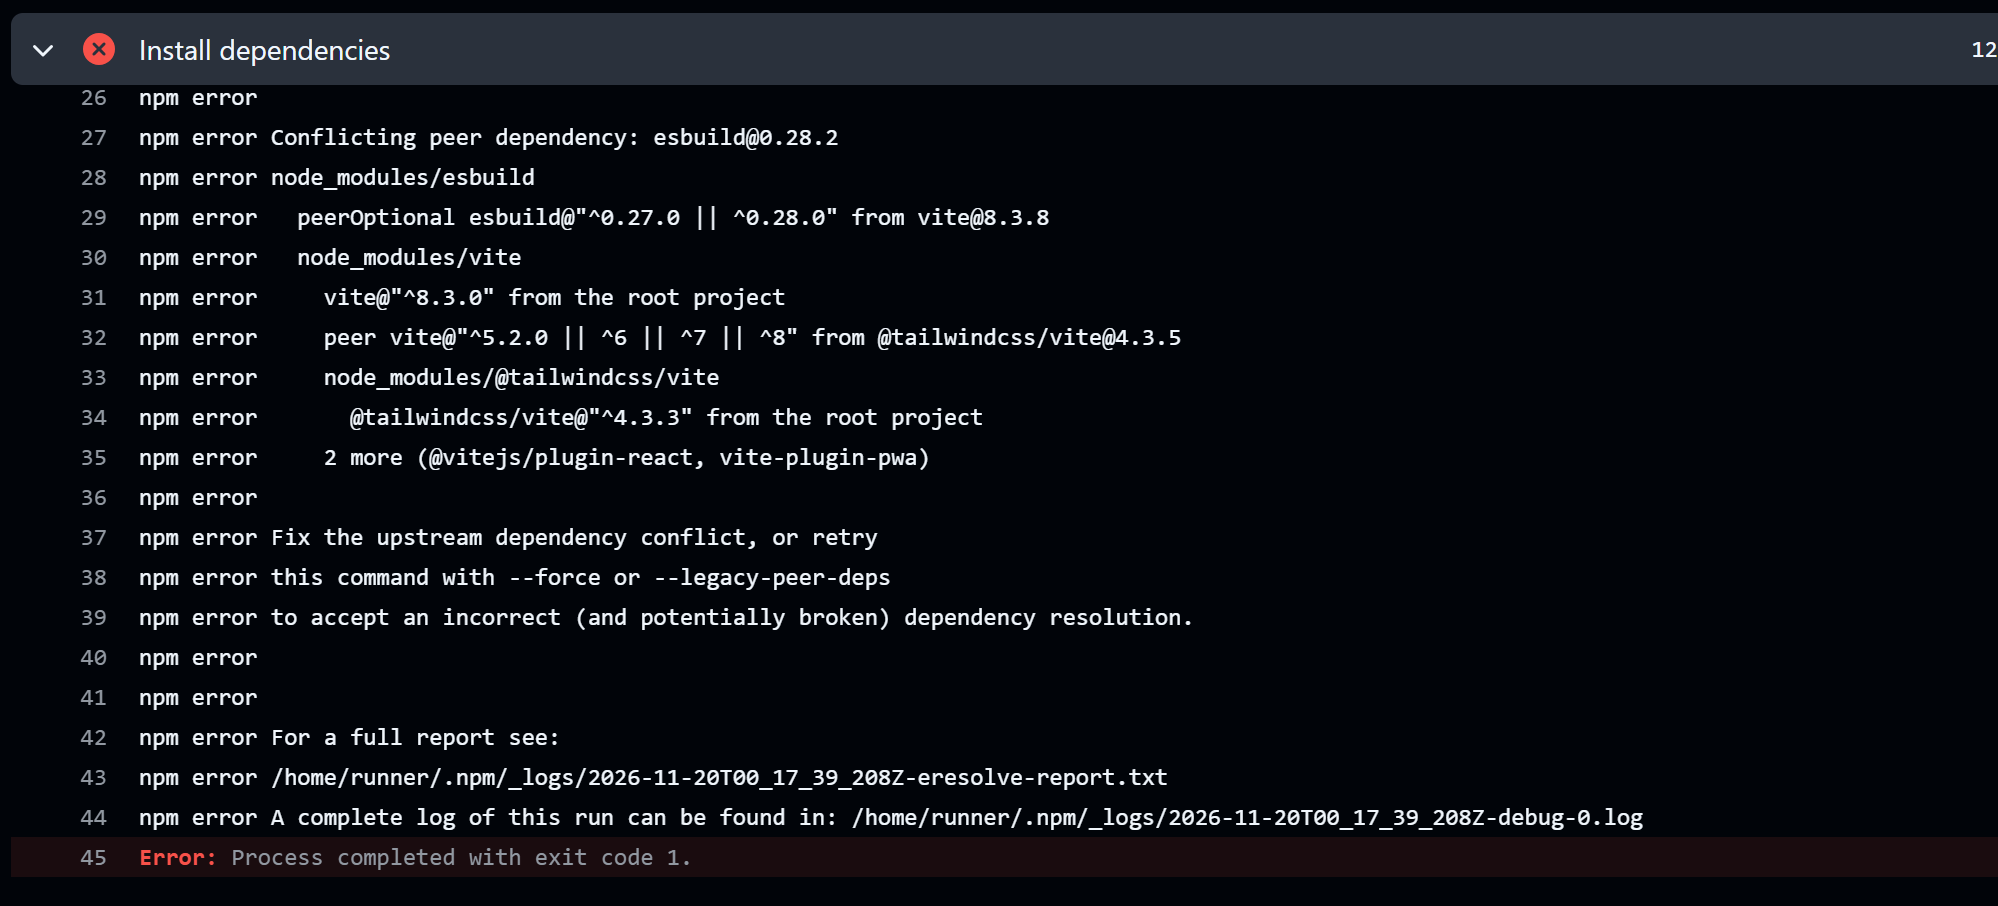 Install dependencies 12
26 npm error
27 npm error Conflicting peer dependency: esbuild@0.28.2
28 npm error node_modules/esbuild
29 npm error   peerOptional esbuild@"^0.27.0 || ^0.28.0" from vite@8.3.8
30 npm error   node_modules/vite
31 npm error     vite@"^8.3.0" from the root project
32 npm error     peer vite@"^5.2.0 || ^6 || ^7 || ^8" from @tailwindcss/vite@4.3.5
33 npm error     node_modules/@tailwindcss/vite
34 npm error       @tailwindcss/vite@"^4.3.3" from the root project
35 npm error     2 more (@vitejs/plugin-react, vite-plugin-pwa)
36 npm error
37 npm error Fix the upstream dependency conflict, or retry
38 npm error this command with --force or --legacy-peer-deps
39 npm error to accept an incorrect (and potentially broken) dependency resolution.
40 npm error
41 npm error
42 npm error For a full report see:
43 npm error /home/runner/.npm/_logs/2026-11-20T00_17_39_208Z-eresolve-report.txt
44 npm error A complete log of this run can be found in: /home/runner/.npm/_logs/2026-11-20T00_17_39_208Z-debug-0.log
45 Error: Process completed with exit code 1.